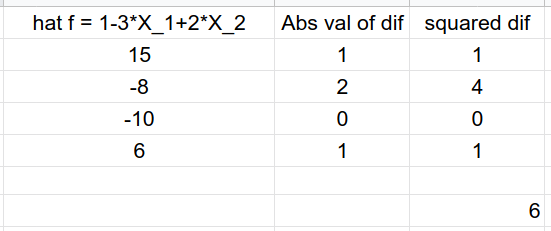 hat f = 1-3*X_1+2*X_2 Abs val of dif squared dif
15 1 1
-8 2 4
-10 0 0
6 1 1
6